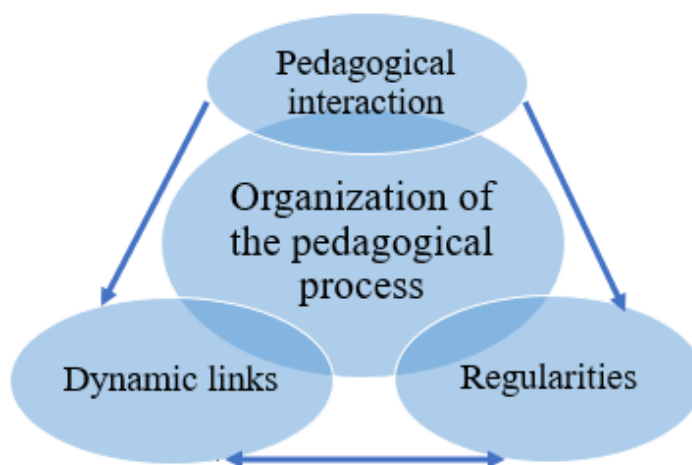 Pedagogical
interaction
Organization of
the pedagogical
process
Dynamic links
Regularities